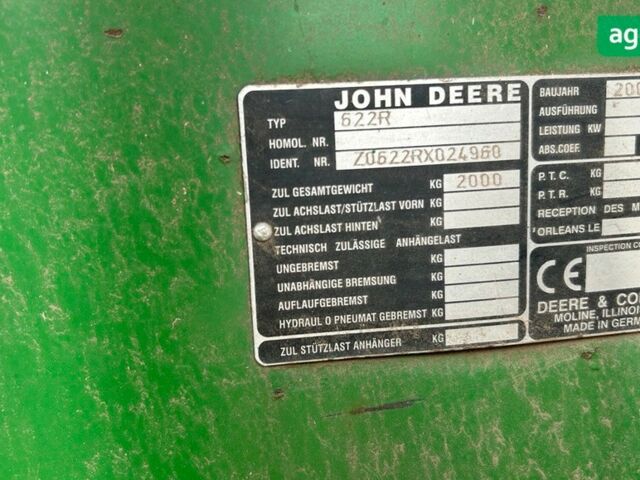 ag
JOHN DEERE
TYP 622R
HOMOL. NR.
IDENT. NR. Z0622RX024960
ZUL GESAMTGEWICHT KG 2000
ZUL ACHSLAST/STÜTZLAST VORN KG
ZUL ACHSLAST HINTEN KG
TECHNISCH ZULÄSSIGE ANHÄNGELAST
UNGEBREMST KG
UNABHÄNGIGE BREMSUNG KG
AUFLAUFGEBREMST KG
HYDRAUL O PNEUMAT GEBREMST KG
ZUL STÜTZLAST ANHÄNGER KG
BAUJAHR 200
AUSFÜHRUNG
LEISTUNG KW
ABS.COEF.
P.T.C. KG
P.T.R. KG
RECEPTION DES M
ORLEANS LE
INSPECTION CO
CE
DEERE & CO
MOLINE, ILLINOI
MADE IN GERM